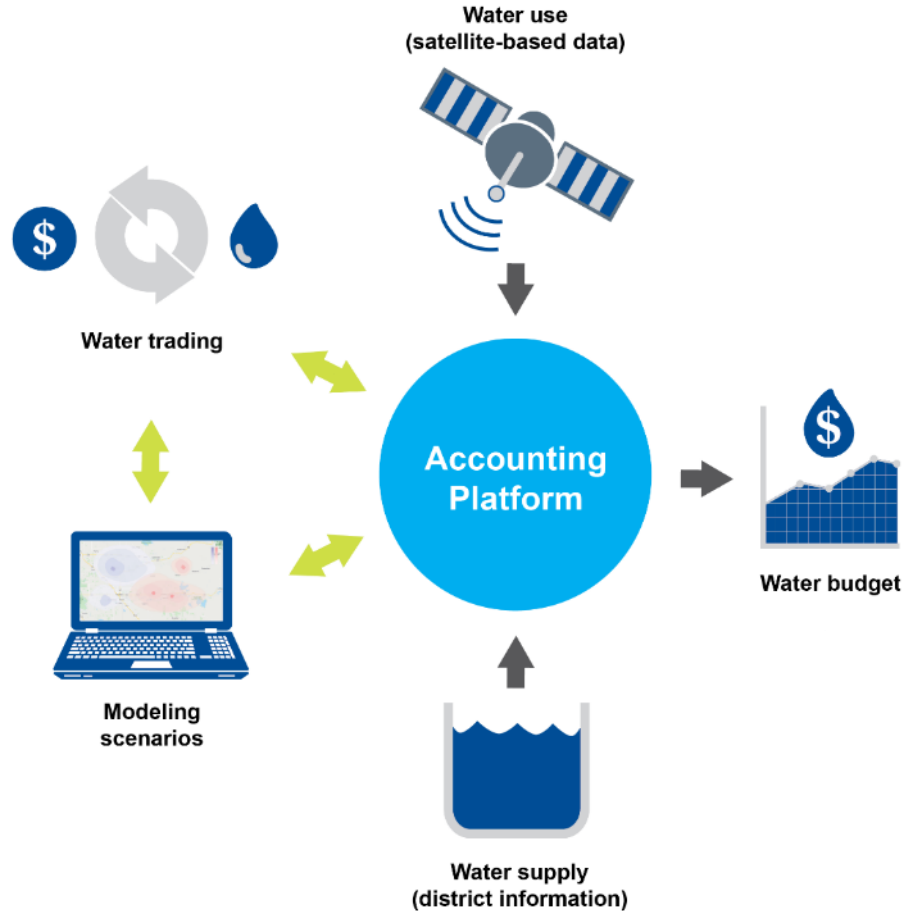 Water use
(satellite-based data)
$
Water trading
Accounting
Platform
$
Water budget
Modeling
scenarios
Water supply
(district information)